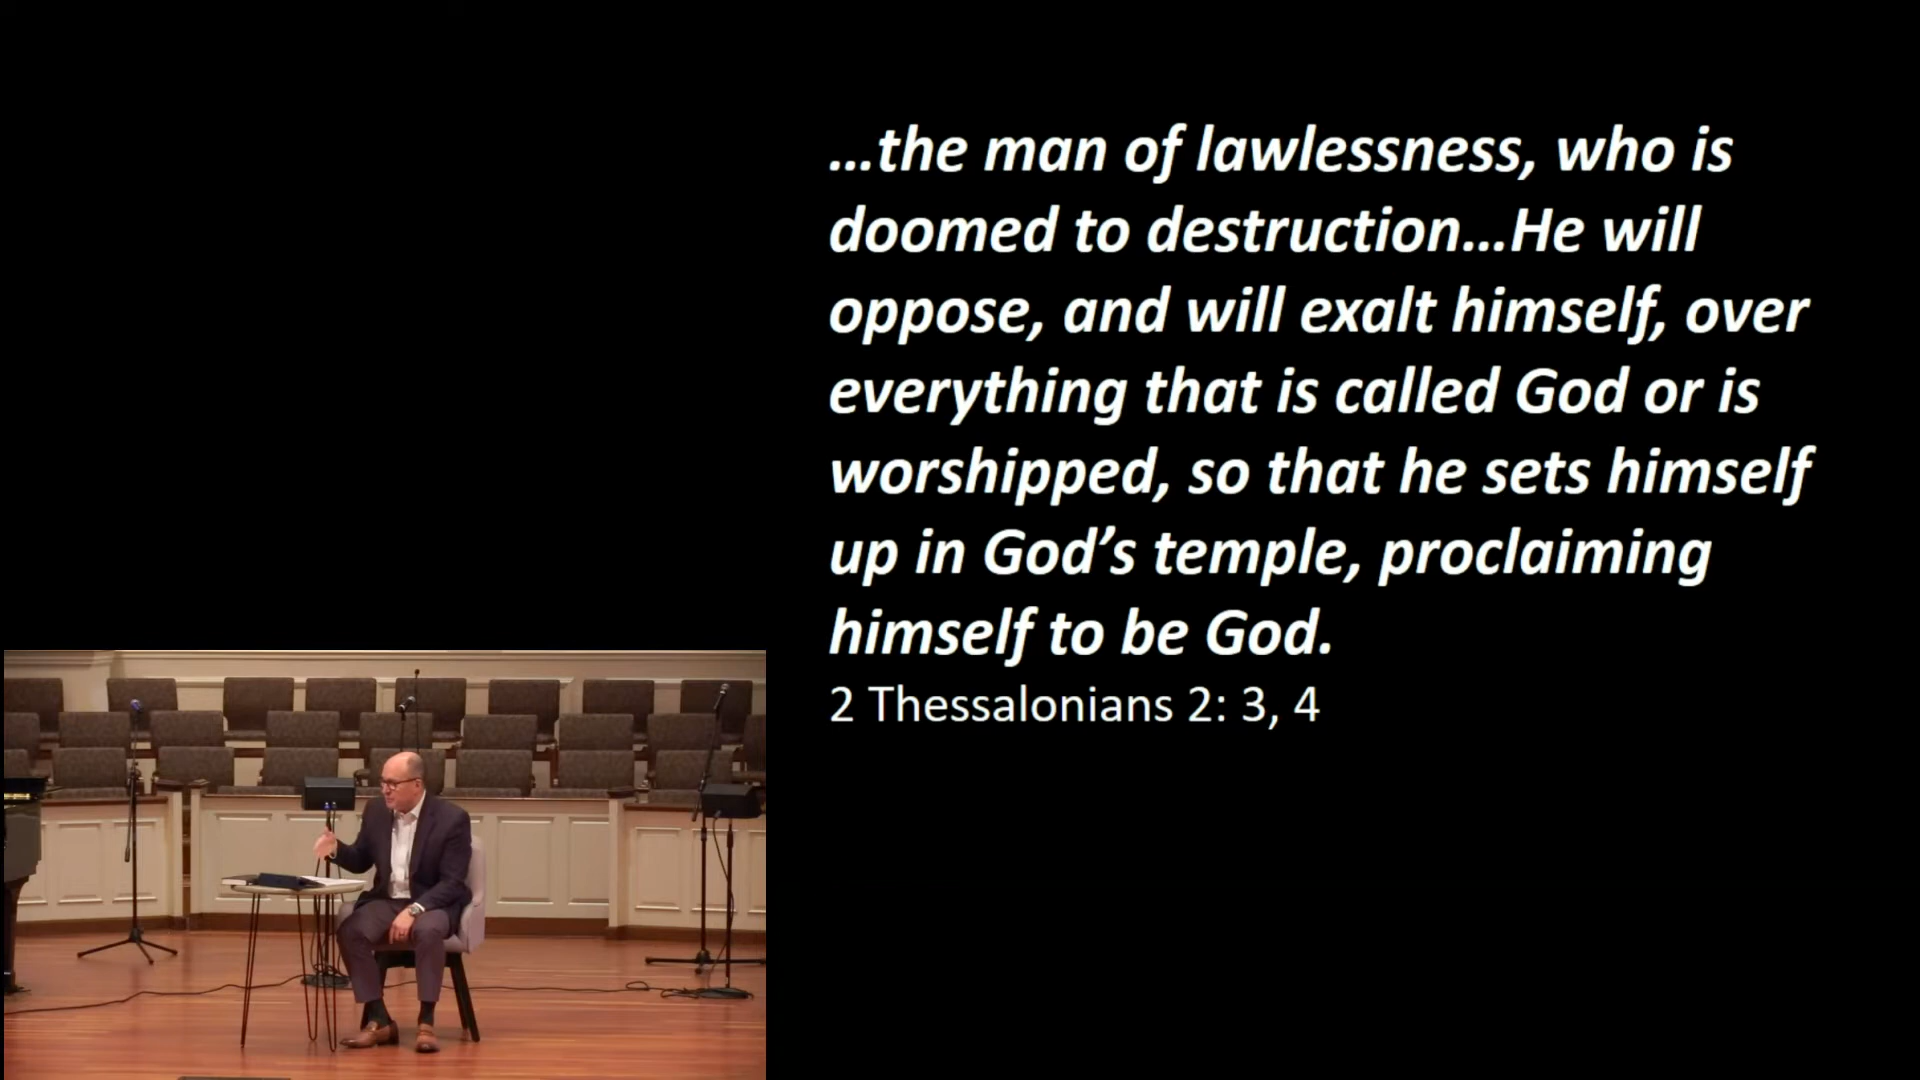 …the man of lawlessness, who is
doomed to destruction…He will
oppose, and will exalt himself, over
everything that is called God or is
worshipped, so that he sets himself
up in God’s temple, proclaiming
himself to be God.
2 Thessalonians 2: 3, 4